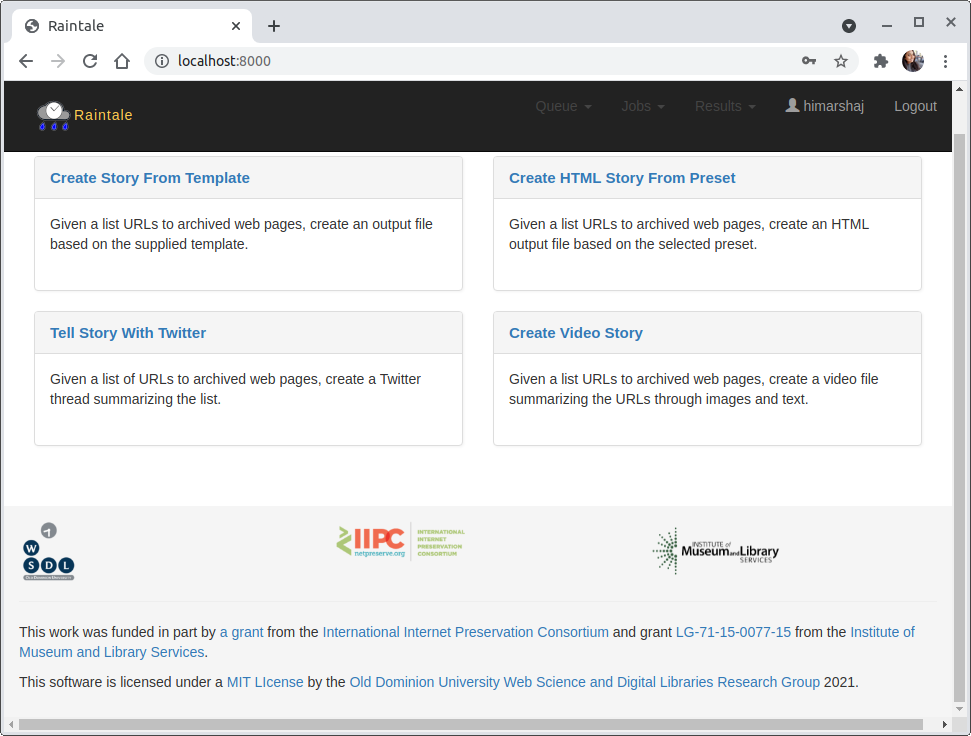 Raintale
localhost:8000
Raintale
Queue
Jobs
Results
himarshaj
Logout
Create Story From Template
Given a list URLs to archived web pages, create an output file
based on the supplied template.
Create HTML Story From Preset
Given a list URLs to archived web pages, create an HTML
output file based on the selected preset.
Tell Story With Twitter
Given a list of URLs to archived web pages, create a Twitter
thread summarizing the list.
Create Video Story
Given a list URLs to archived web pages, create a video file
summarizing the URLs through images and text.
W
S D L
OLD DOMINION UNIVERSITY
IIPC
netpreserve.org
INTERNATIONAL
INTERNET
PRESERVATION
CONSORTIUM
INSTITUTE of
Museum and Library
SERVICES
This work was funded in part by a grant from the International Internet Preservation Consortium and grant LG-71-15-0077-15 from the Institute of
Museum and Library Services.
This software is licensed under a MIT LIcense by the Old Dominion University Web Science and Digital Libraries Research Group 2021.